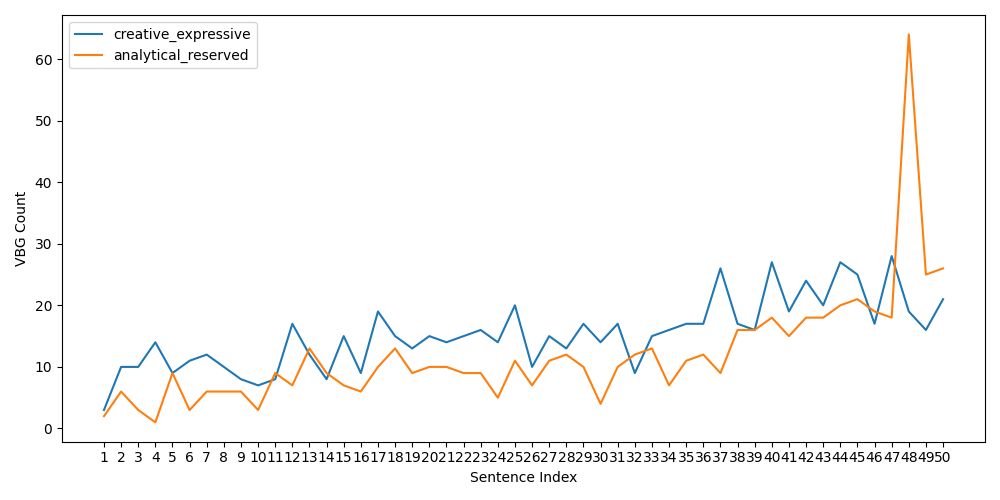 creative_expressive
analytical_reserved
VBG Count
60
50
40
30
20
10
0
1 2 3 4 5 6 7 8 9 10 11 12 13 14 15 16 17 18 19 20 21 22 23 24 25 26 27 28 29 30 31 32 33 34 35 36 37 38 39 40 41 42 43 44 45 46 47 48 49 50
Sentence Index